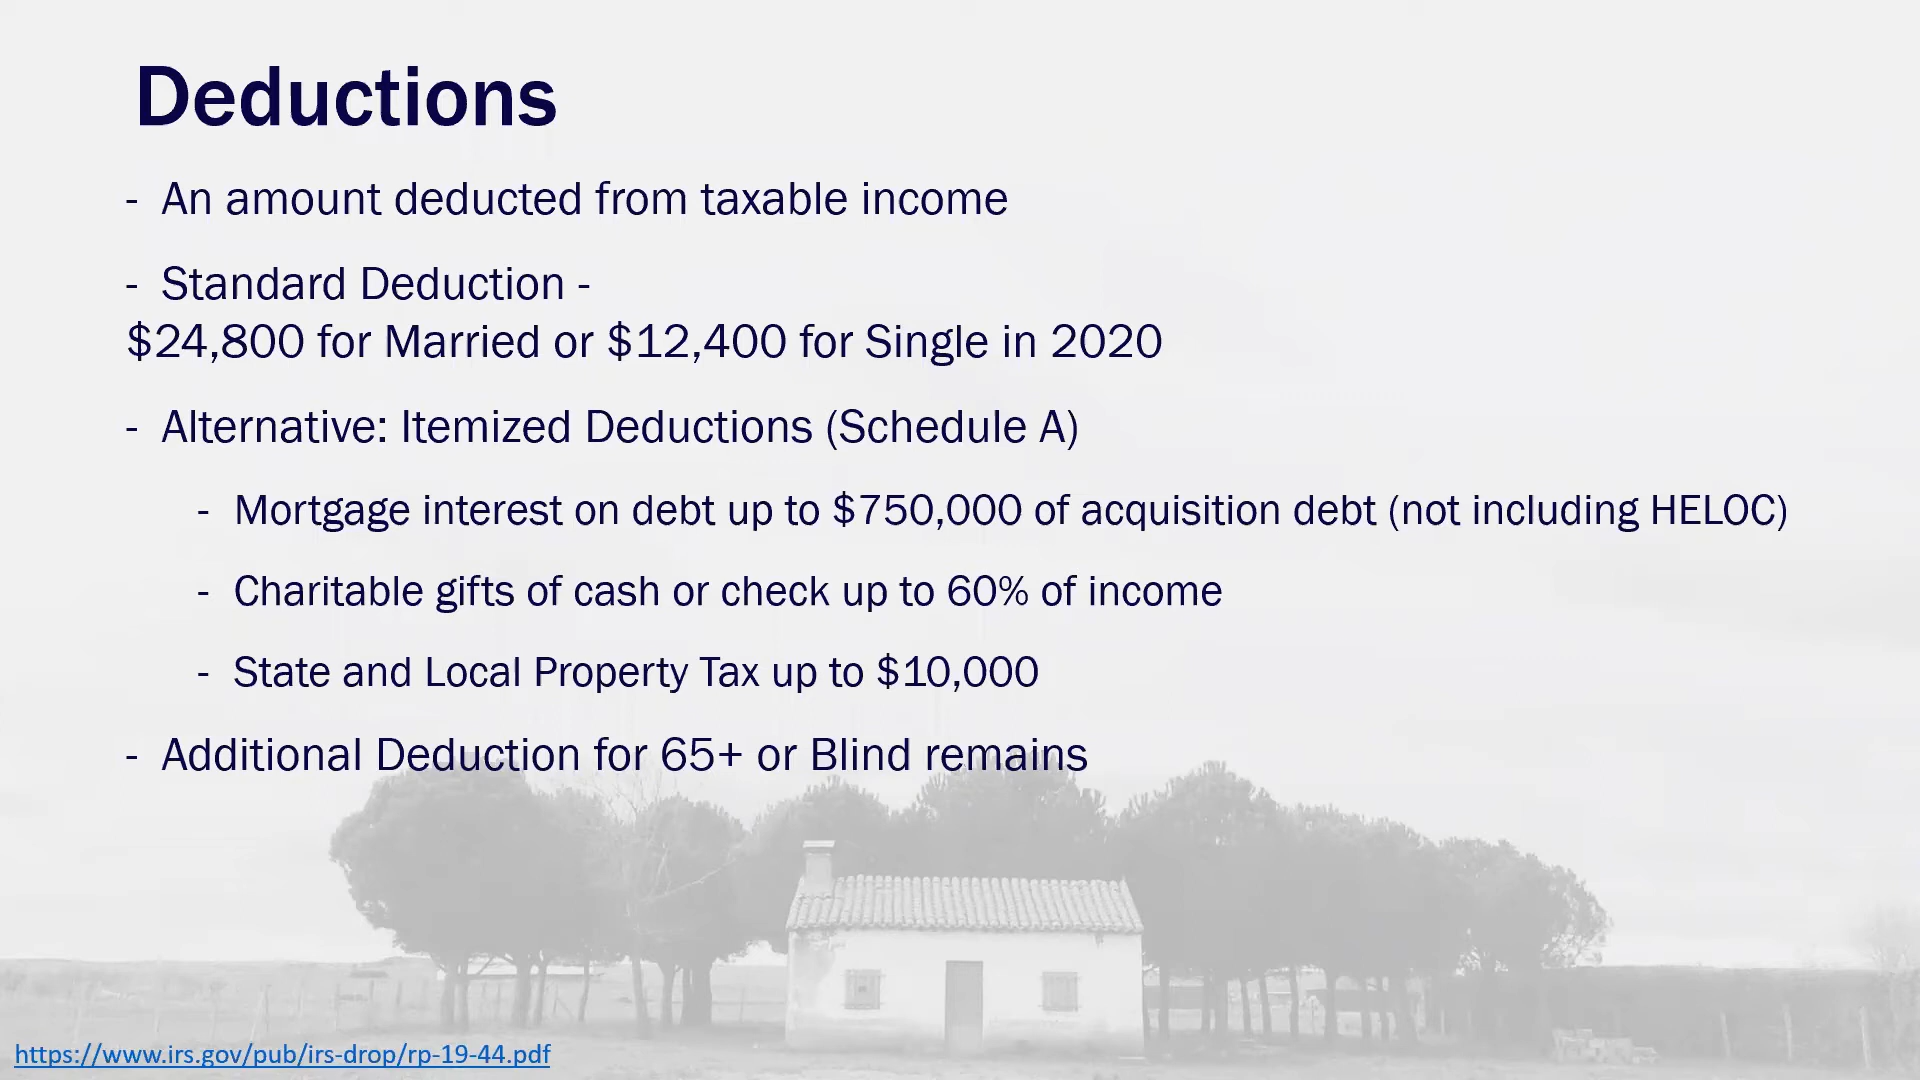 Deductions
- An amount deducted from taxable income
- Standard Deduction -
$24,800 for Married or $12,400 for Single in 2020
- Alternative: Itemized Deductions (Schedule A)
- Mortgage interest on debt up to $750,000 of acquisition debt (not including HELOC)
- Charitable gifts of cash or check up to 60% of income
- State and Local Property Tax up to $10,000
- Additional Deduction for 65+ or Blind remains
https://www.irs.gov/pub/irs-drop/rp-19-44.pdf